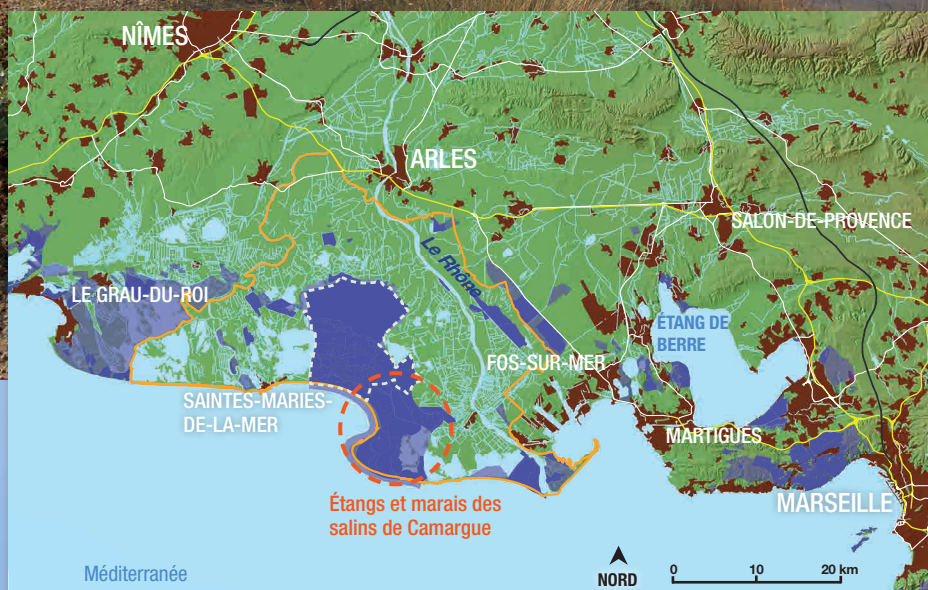 NÎMES
ARLES
SALON-DE-PROVENCE
Le Rhône
LE GRAU-DU-ROI
ÉTANG DE
BERRE
FOS-SUR-MER
SAINTES-MARIES-
DE-LA-MER
MARTIGUES
MARSEILLE
Étangs et marais des
salins de Camargue
Méditerranée
NORD
0 10 20 km